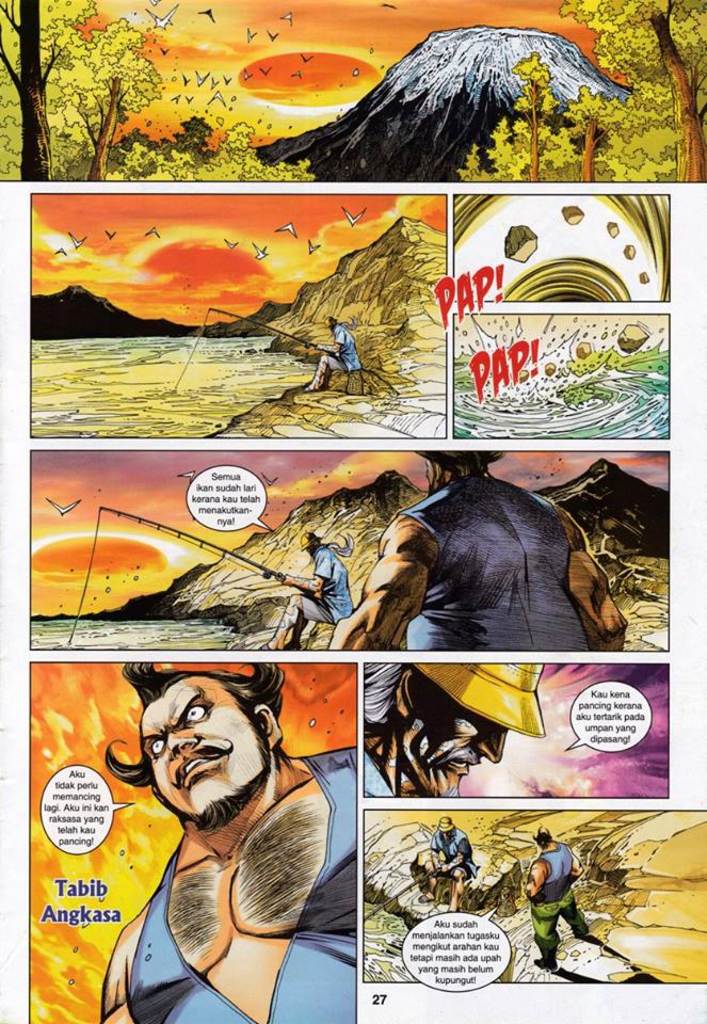 PAP!
PAP!
Semua
ikan sudah lari
kerana kau telah
menakutkan-
nya!
Aku
tidak perlu
memancing
lagi. Aku ini kan
raksasa yang
telah kau
pancing!
Tabib
Angkasa
Kau kena
pancing kerana
aku tertarik pada
umpan yang
dipasang!
Aku sudah
menjalankan tugasku
mengikut arahan kau
tetapi masih ada upah
yang masih belum
kupungut!
27